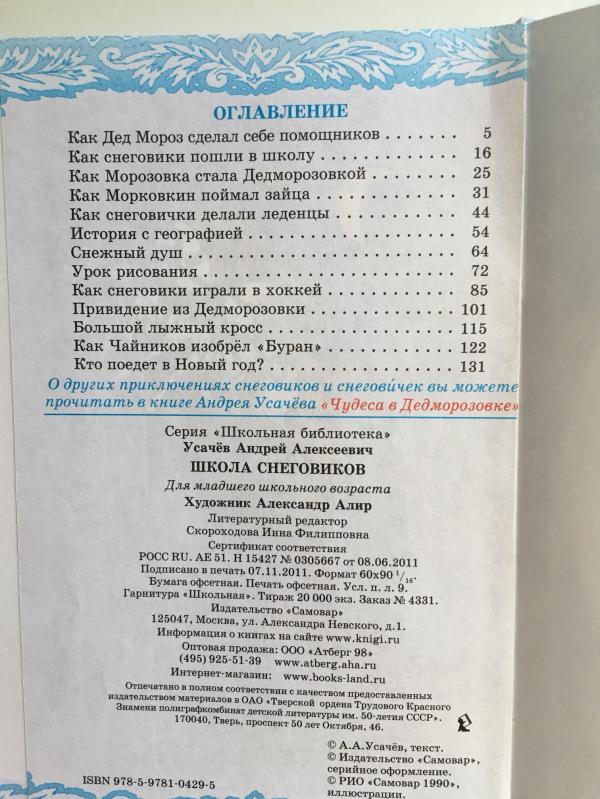 ОГЛАВЛЕНИЕ
Как Дед Мороз сделал себе помощников . . . . . . . 5
Как снеговики пошли в школу . . . . . . . . . . . . 16
Как Морозовка стала Дедморозовкой . . . . . . . . 25
Как Морковкин поймал зайца . . . . . . . . . . . . 31
Как снеговички делали леденцы . . . . . . . . . . . 44
История с географией . . . . . . . . . . . . . . . . 54
Снежный душ . . . . . . . . . . . . . . . . . . . . 64
Урок рисования . . . . . . . . . . . . . . . . . . . 72
Как снеговики играли в хоккей . . . . . . . . . . . 85
Привидение из Дедморозовки . . . . . . . . . . . . 101
Большой лыжный кросс . . . . . . . . . . . . . . . 115
Как Чайников изобрёл «Буран» . . . . . . . . . . . 122
Кто поедет в Новый год? . . . . . . . . . . . . . . 131
О других приключениях снеговиков и снегови́чек вы можете
прочитать в книге Андрея Усачёва «Чудеса в Дедморозовке»
Серия «Школьная библиотека»
Усачёв Андрей Алексеевич
ШКОЛА СНЕГОВИКОВ
Для младшего школьного возраста
Художник Александр Алир
Литературный редактор
Скороходова Инна Филипповна
Сертификат соответствия
РОСС RU. АЕ 51. Н 15427 № 0305667 от 08.06.2011
Подписано в печать 07.11.2011. Формат 60х90 1/16.
Бумага офсетная. Печать офсетная. Усл. п. л. 9.
Гарнитура «Школьная». Тираж 20 000 экз. Заказ № 4331.
Издательство «Самовар»
125047, Москва, ул. Александра Невского, д. 1.
Информация о книгах на сайте www.knigi.ru
Оптовая продажа: ООО «Атберг 98»
(495) 925-51-39 www.atberg.aha.ru
Интернет-магазин: www.books-land.ru
Отпечатано в полном соответствии с качеством предоставленных
издательством материалов в ОАО «Тверской ордена Трудового Красного
Знамени полиграфкомбинат детской литературы им. 50-летия СССР».
170040, Тверь, проспект 50 лет Октября, 46.
© А.А.Усачёв, текст.
© Издательство «Самовар»,
серийное оформление.
© РИО «Самовар 1990»,
иллюстрации.
ISBN 978-5-9781-0429-5